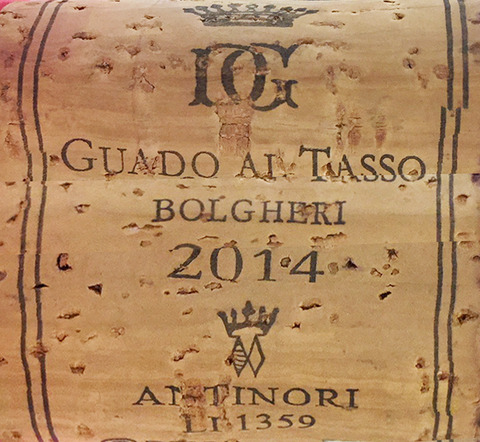 DG
GUADO AL TASSO
BOLGHERI
2014
ANTINORI
LI 1359